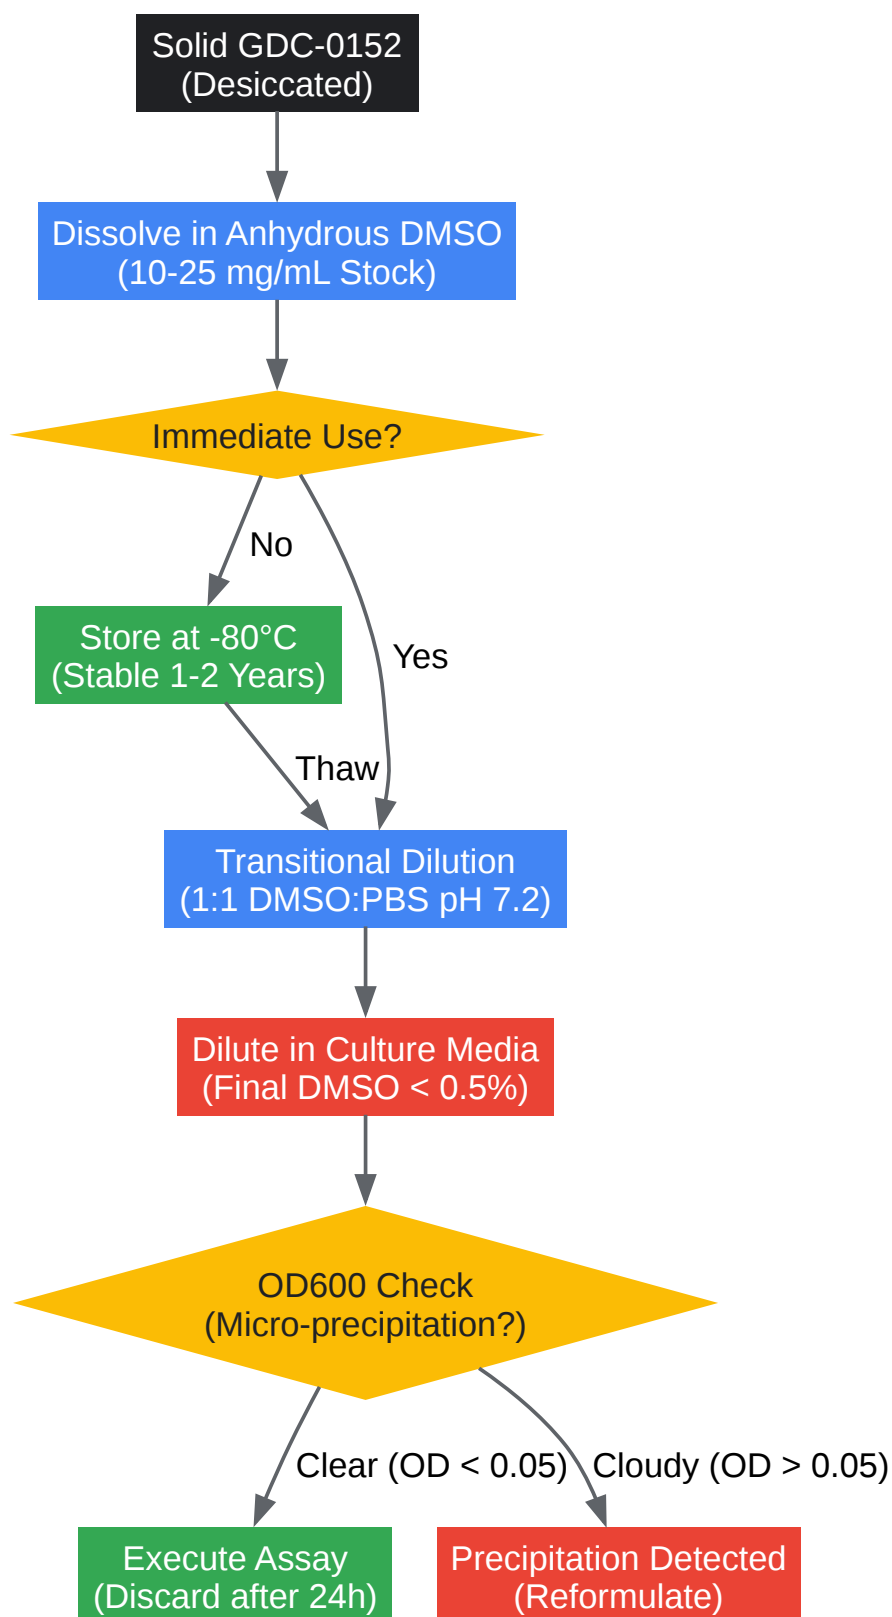 Solid GDC-0152
(Desiccated)
Dissolve in Anhydrous DMSO
(10-25 mg/mL Stock)
Immediate Use?
No
Store at -80°C
(Stable 1-2 Years)
Yes
Thaw
Transitional Dilution
(1:1 DMSO:PBS pH 7.2)
Dilute in Culture Media
(Final DMSO < 0.5%)
OD600 Check
(Micro-precipitation?)
Clear (OD < 0.05)
Cloudy (OD > 0.05)
Execute Assay
(Discard after 24h)
Precipitation Detected
(Reformulate)